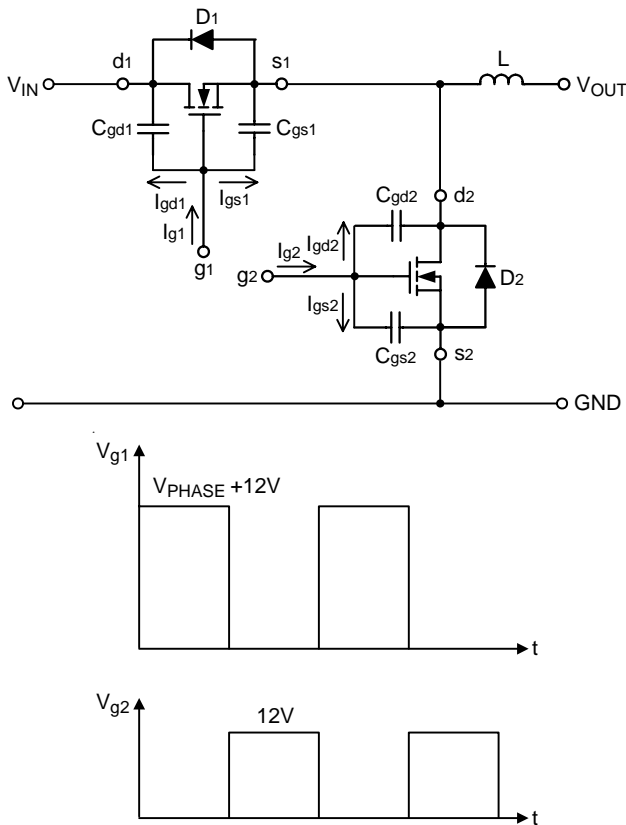 D1
d1
s1
L
VIN
VOUT
Cgd1
Cgs1
Igd1
Igs1
Ig1
g1
Cgd2
d2
Ig2
Igd2
g2
D2
Igs2
Cgs2
s2
GND
Vg1
VPHASE +12V
t
Vg2
12V
t